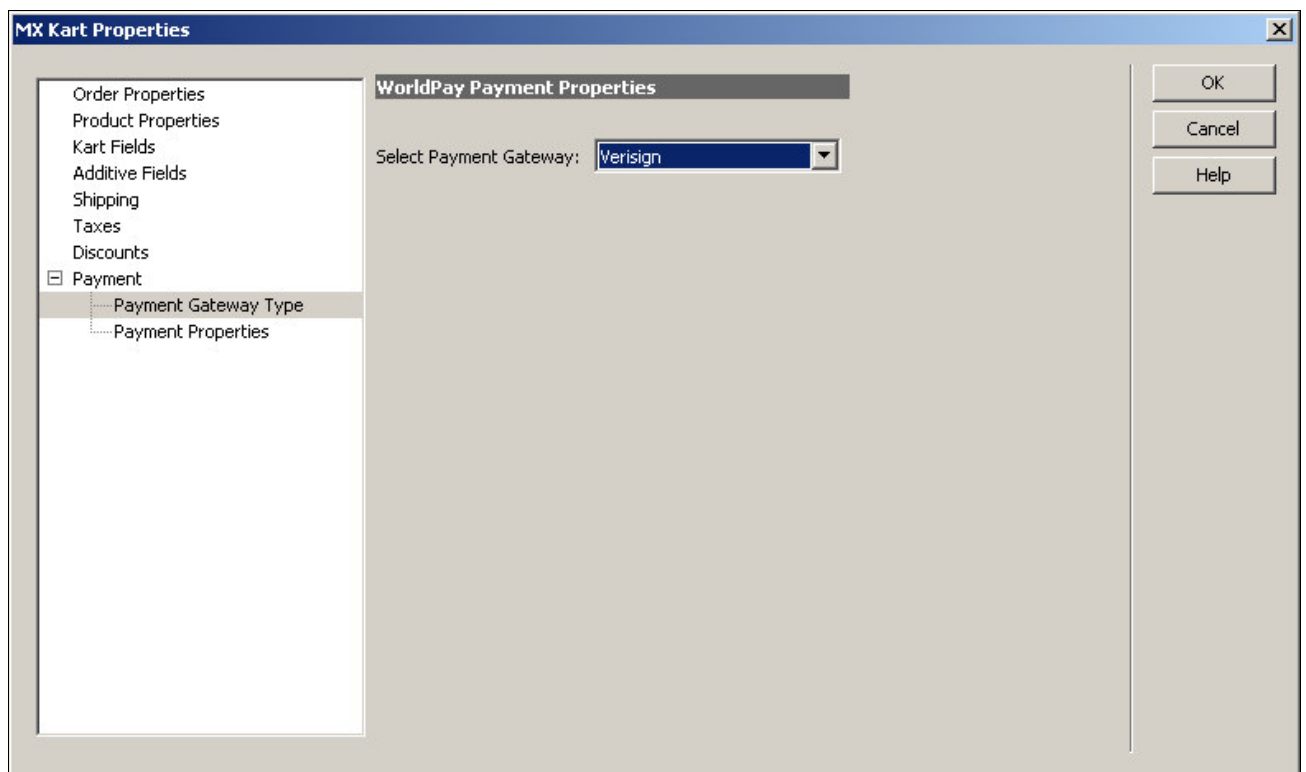 MX Kart Properties
Order Properties
Product Properties
Kart Fields
Additive Fields
Shipping
Taxes
Discounts
Payment
Payment Gateway Type
Payment Properties
WorldPay Payment Properties
Select Payment Gateway: Verisign
OK
Cancel
Help